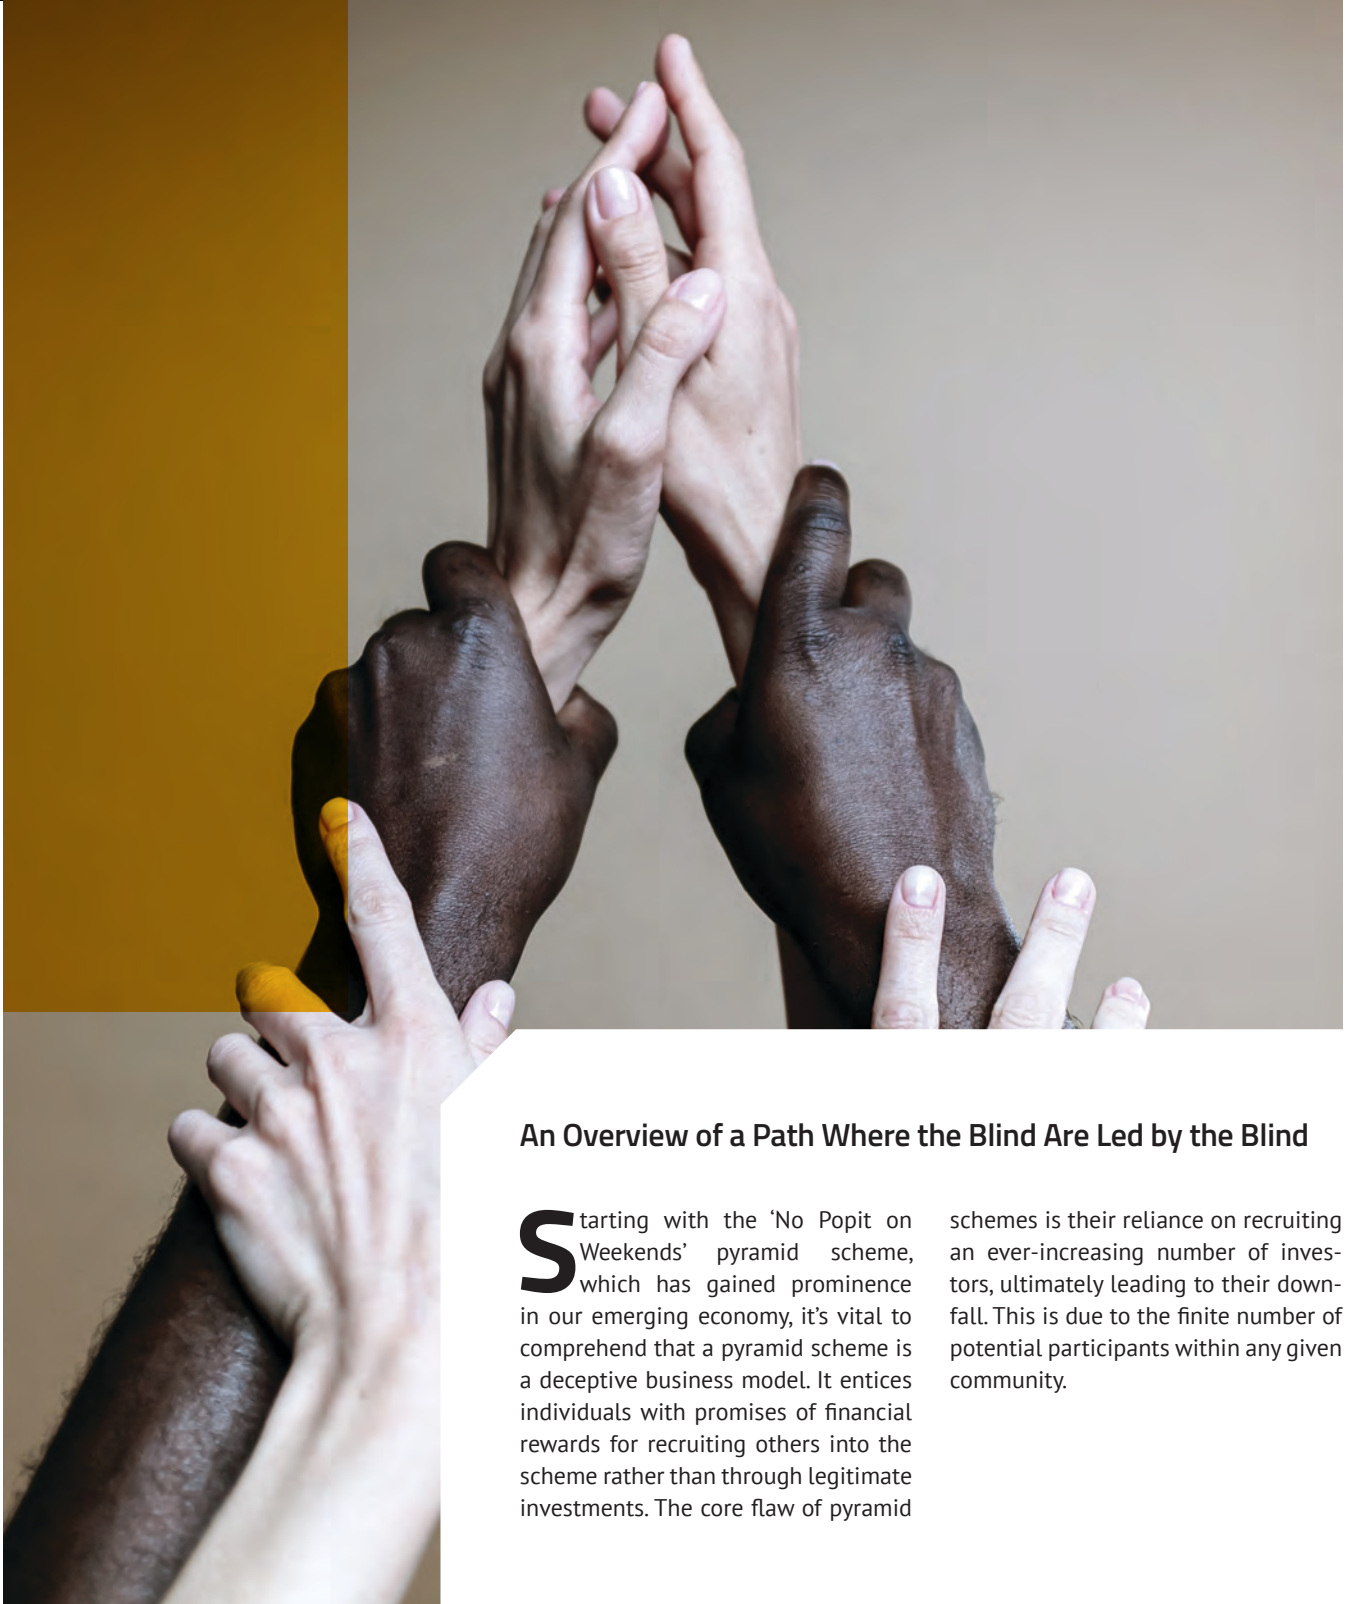 An Overview of a Path Where the Blind Are Led by the Blind
Starting with the ‘No Popit on
Weekends’ pyramid scheme,
which has gained prominence
in our emerging economy, it’s vital to
comprehend that a pyramid scheme is
a deceptive business model. It entices
individuals with promises of financial
rewards for recruiting others into the
scheme rather than through legitimate
investments. The core flaw of pyramid
schemes is their reliance on recruiting
an ever-increasing number of inves-
tors, ultimately leading to their down-
fall. This is due to the finite number of
potential participants within any given
community.